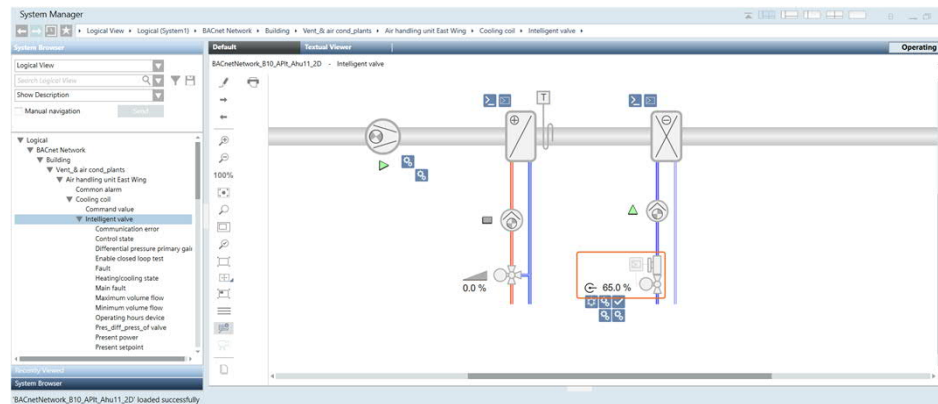 System Manager
Logical View Logical (System1) BACnet Network Building Vent_& air cond_plants Air handling unit East Wing Cooling coil Intelligent valve
System Browser
Default Textual Viewer Operating
Logical View
BACnetNetwork_B10_APlt_Ahu11_2D - Intelligent valve
Search Logical View
Show Description
Manual navigation Send
Logical
BACnet Network
Building
Vent_& air cond_plants
Air handling unit East Wing
Common alarm
Cooling coil
Command value
Intelligent valve
Communication error
Control state
Differential pressure primary gain
Enable closed loop test
Fault
Heating/cooling state
Main fault
Maximum volume flow
Minimum volume flow
Operating hours device
Pres_diff_press_of valve
Present power
Present setpoint
Recently Viewed
System Browser
100%
T
0.0 %
65.0 %
'BACnetNetwork_B10_APlt_Ahu11_2D' loaded successfully